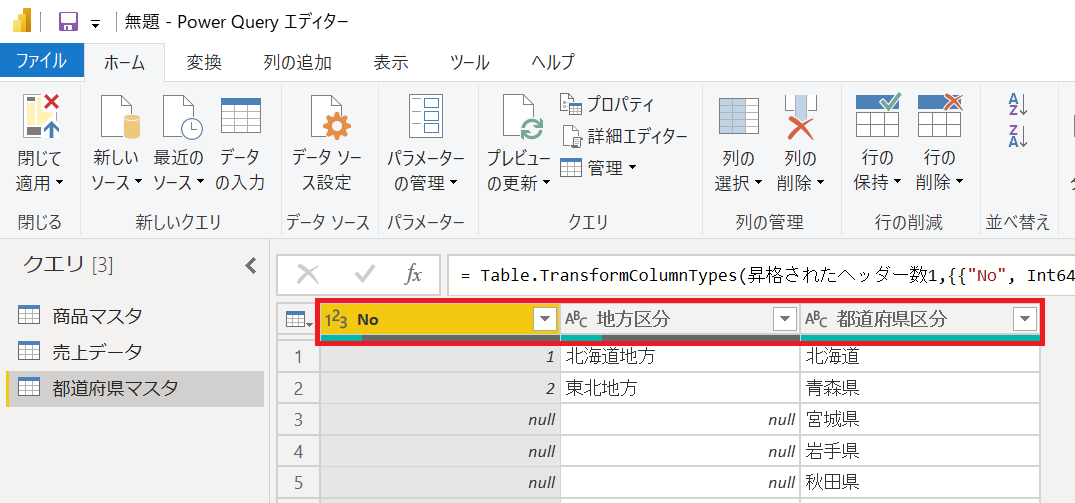 無題 - Power Query エディター
ファイル ホーム 変換 列の追加 表示 ツール ヘルプ
閉じて
適用
新しい
ソース
最近の
ソース
データ
の入力
データ ソー
ス設定
パラメーター
の管理
プレビュー
の更新
プロパティ
詳細エディター
管理
列の
選択
列の
削除
行の
保持
行の
削除
A
Z
Z
A
閉じる 新しいクエリ データ ソース パラメーター クエリ 列の管理 行の削減 並べ替え
クエリ [3]
商品マスタ
売上データ
都道府県マスタ
fx = Table.TransformColumnTypes(昇格されたヘッダー数1,{{"No", Int64
123 No ABC 地方区分 ABC 都道府県区分
1 1 北海道地方 北海道
2 2 東北地方 青森県
3 null null 宮城県
4 null null 岩手県
5 null null 秋田県